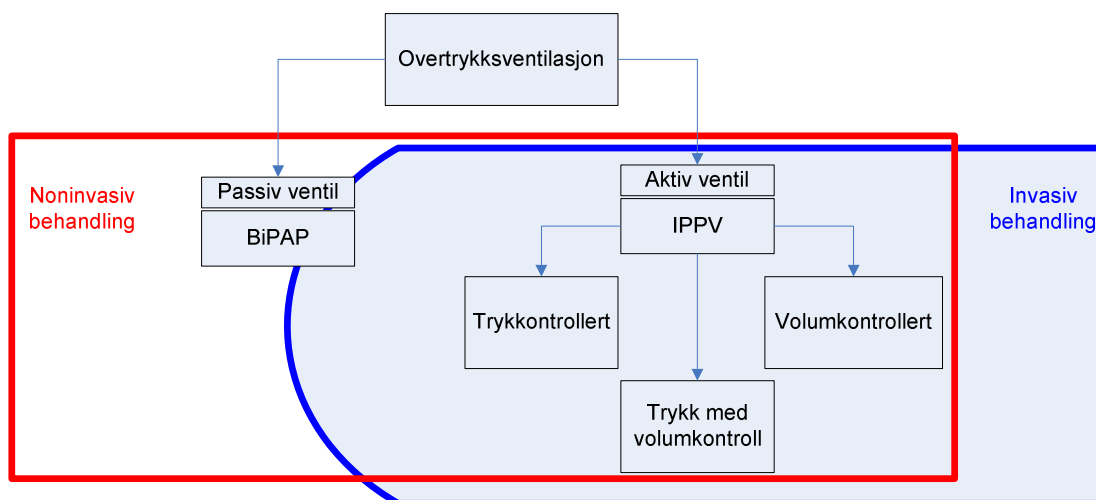 Overtrykksventilasjon
Noninvasiv
behandling
Passiv ventil
BiPAP
Aktiv ventil
IPPV
Invasiv
behandling
Trykkontrollert
Volumkontrollert
Trykk med
volumkontroll